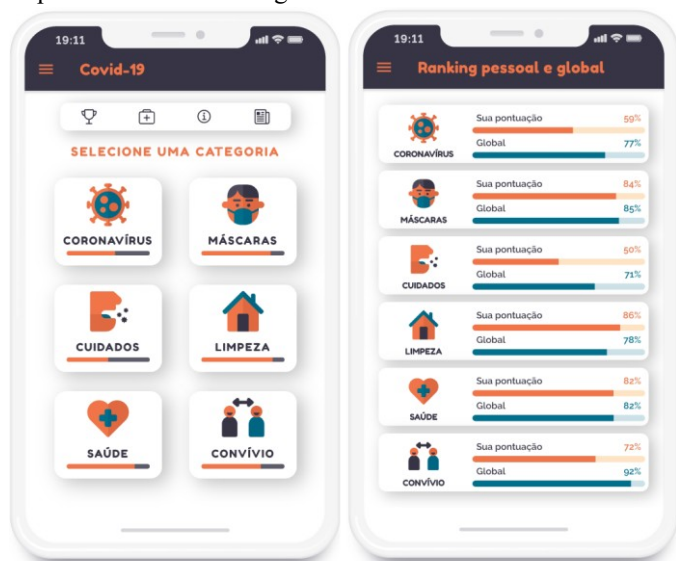 19:11
Covid-19
SELECIONE UMA CATEGORIA
CORONAVÍRUS
MÁSCARAS
CUIDADOS
LIMPEZA
SAÚDE
CONVÍVIO
19:11
Ranking pessoal e global
CORONAVÍRUS
Sua pontuação 59%
Global 77%
MÁSCARAS
Sua pontuação 84%
Global 85%
CUIDADOS
Sua pontuação 50%
Global 71%
LIMPEZA
Sua pontuação 86%
Global 78%
SAÚDE
Sua pontuação 82%
Global 82%
CONVÍVIO
Sua pontuação 72%
Global 92%